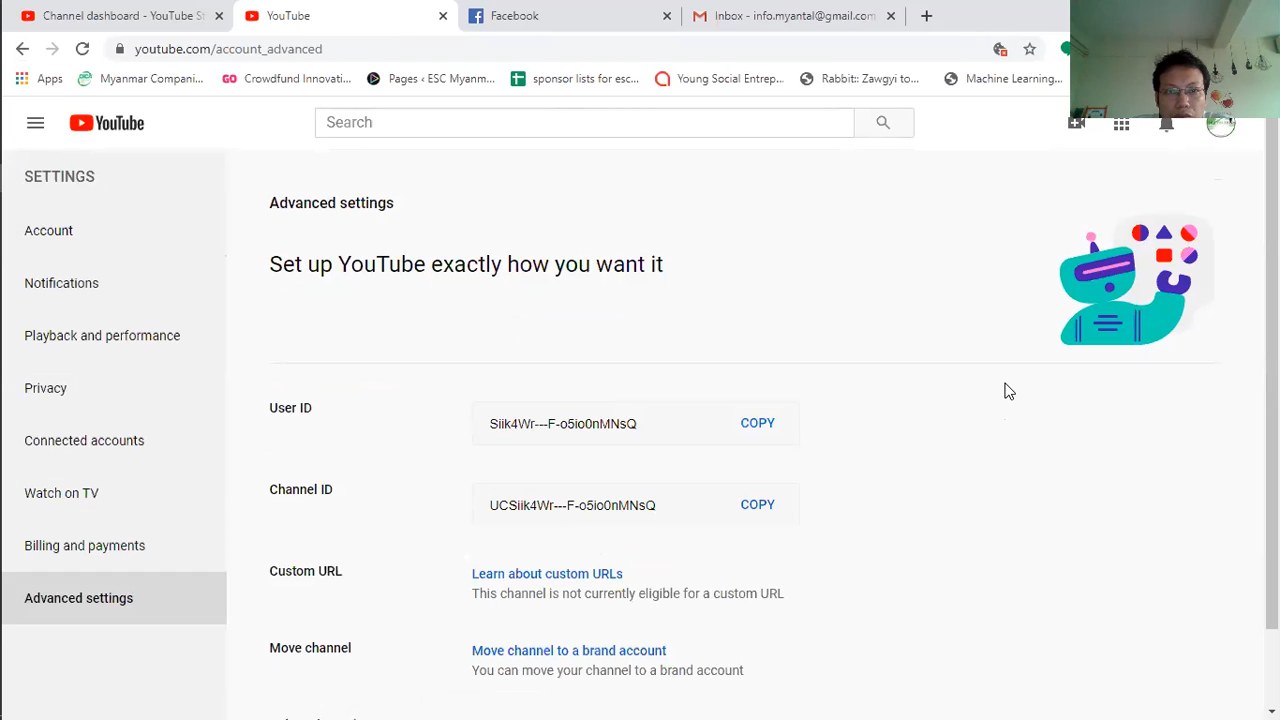 Channel dashboard - YouTube St
YouTube
Facebook
Inbox - info.myantal@gmail.com
youtube.com/account_advanced
Apps
Myanmar Compani...
GO Crowdfund Innovati...
Pages ‹ ESC Myanm...
sponsor lists for esc...
Young Social Entrep...
Rabbit:: Zawgyi to...
Machine Learning...
YouTube
Search
SETTINGS
Account
Notifications
Playback and performance
Privacy
Connected accounts
Watch on TV
Billing and payments
Advanced settings
Advanced settings
Set up YouTube exactly how you want it
User ID
Siik4Wr---F-o5io0nMNsQ
COPY
Channel ID
UCSiik4Wr---F-o5io0nMNsQ
COPY
Custom URL
Learn about custom URLs
This channel is not currently eligible for a custom URL
Move channel
Move channel to a brand account
You can move your channel to a brand account